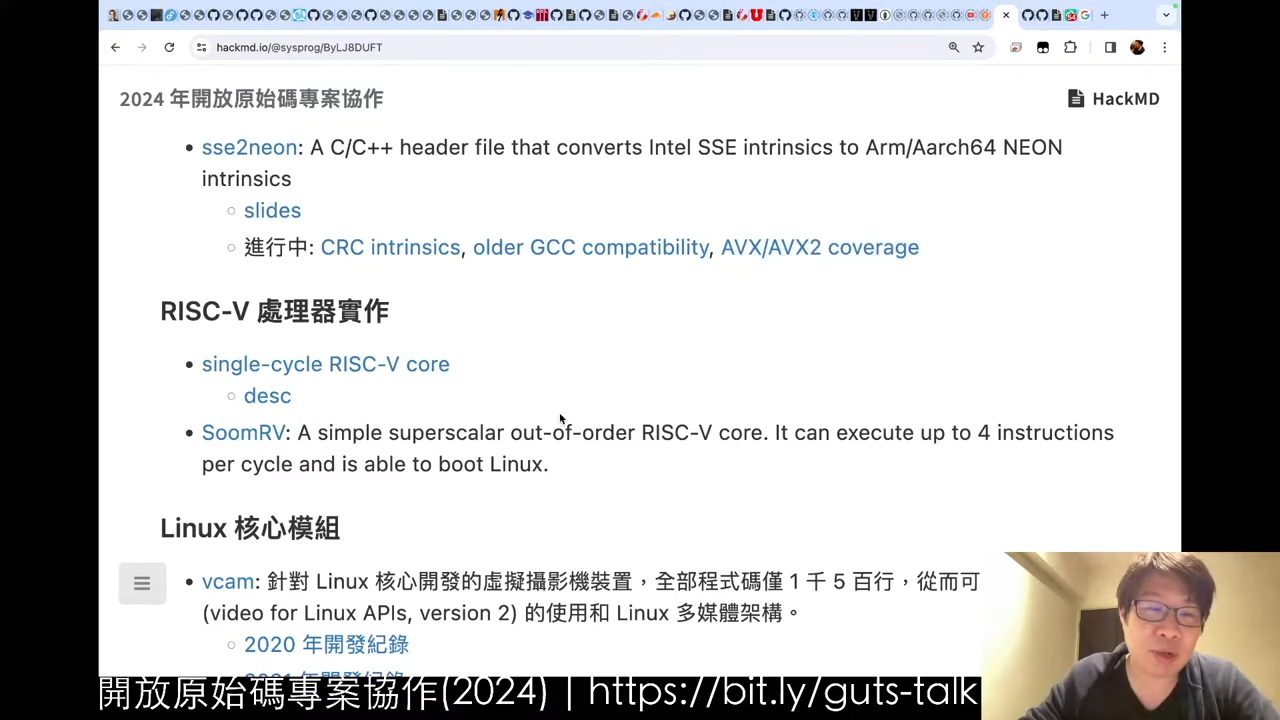 hackmd.io/@sysprog/ByLJ8DUFT
2024 年開放原始碼專案協作
HackMD
• sse2neon: A C/C++ header file that converts Intel SSE intrinsics to Arm/Aarch64 NEON
intrinsics
○ slides
○ 進行中: CRC intrinsics, older GCC compatibility, AVX/AVX2 coverage
RISC-V 處理器實作
• single-cycle RISC-V core
○ desc
• SoomRV: A simple superscalar out-of-order RISC-V core. It can execute up to 4 instructions
per cycle and is able to boot Linux.
Linux 核心模組
• vcam: 針對 Linux 核心開發的虛擬攝影機裝置，全部程式碼僅 1 千 5 百行，從而可
(video for Linux APIs, version 2) 的使用和 Linux 多媒體架構。
○ 2020 年開發紀錄
開放原始碼專案協作(2024) | https://bit.ly/guts-talk